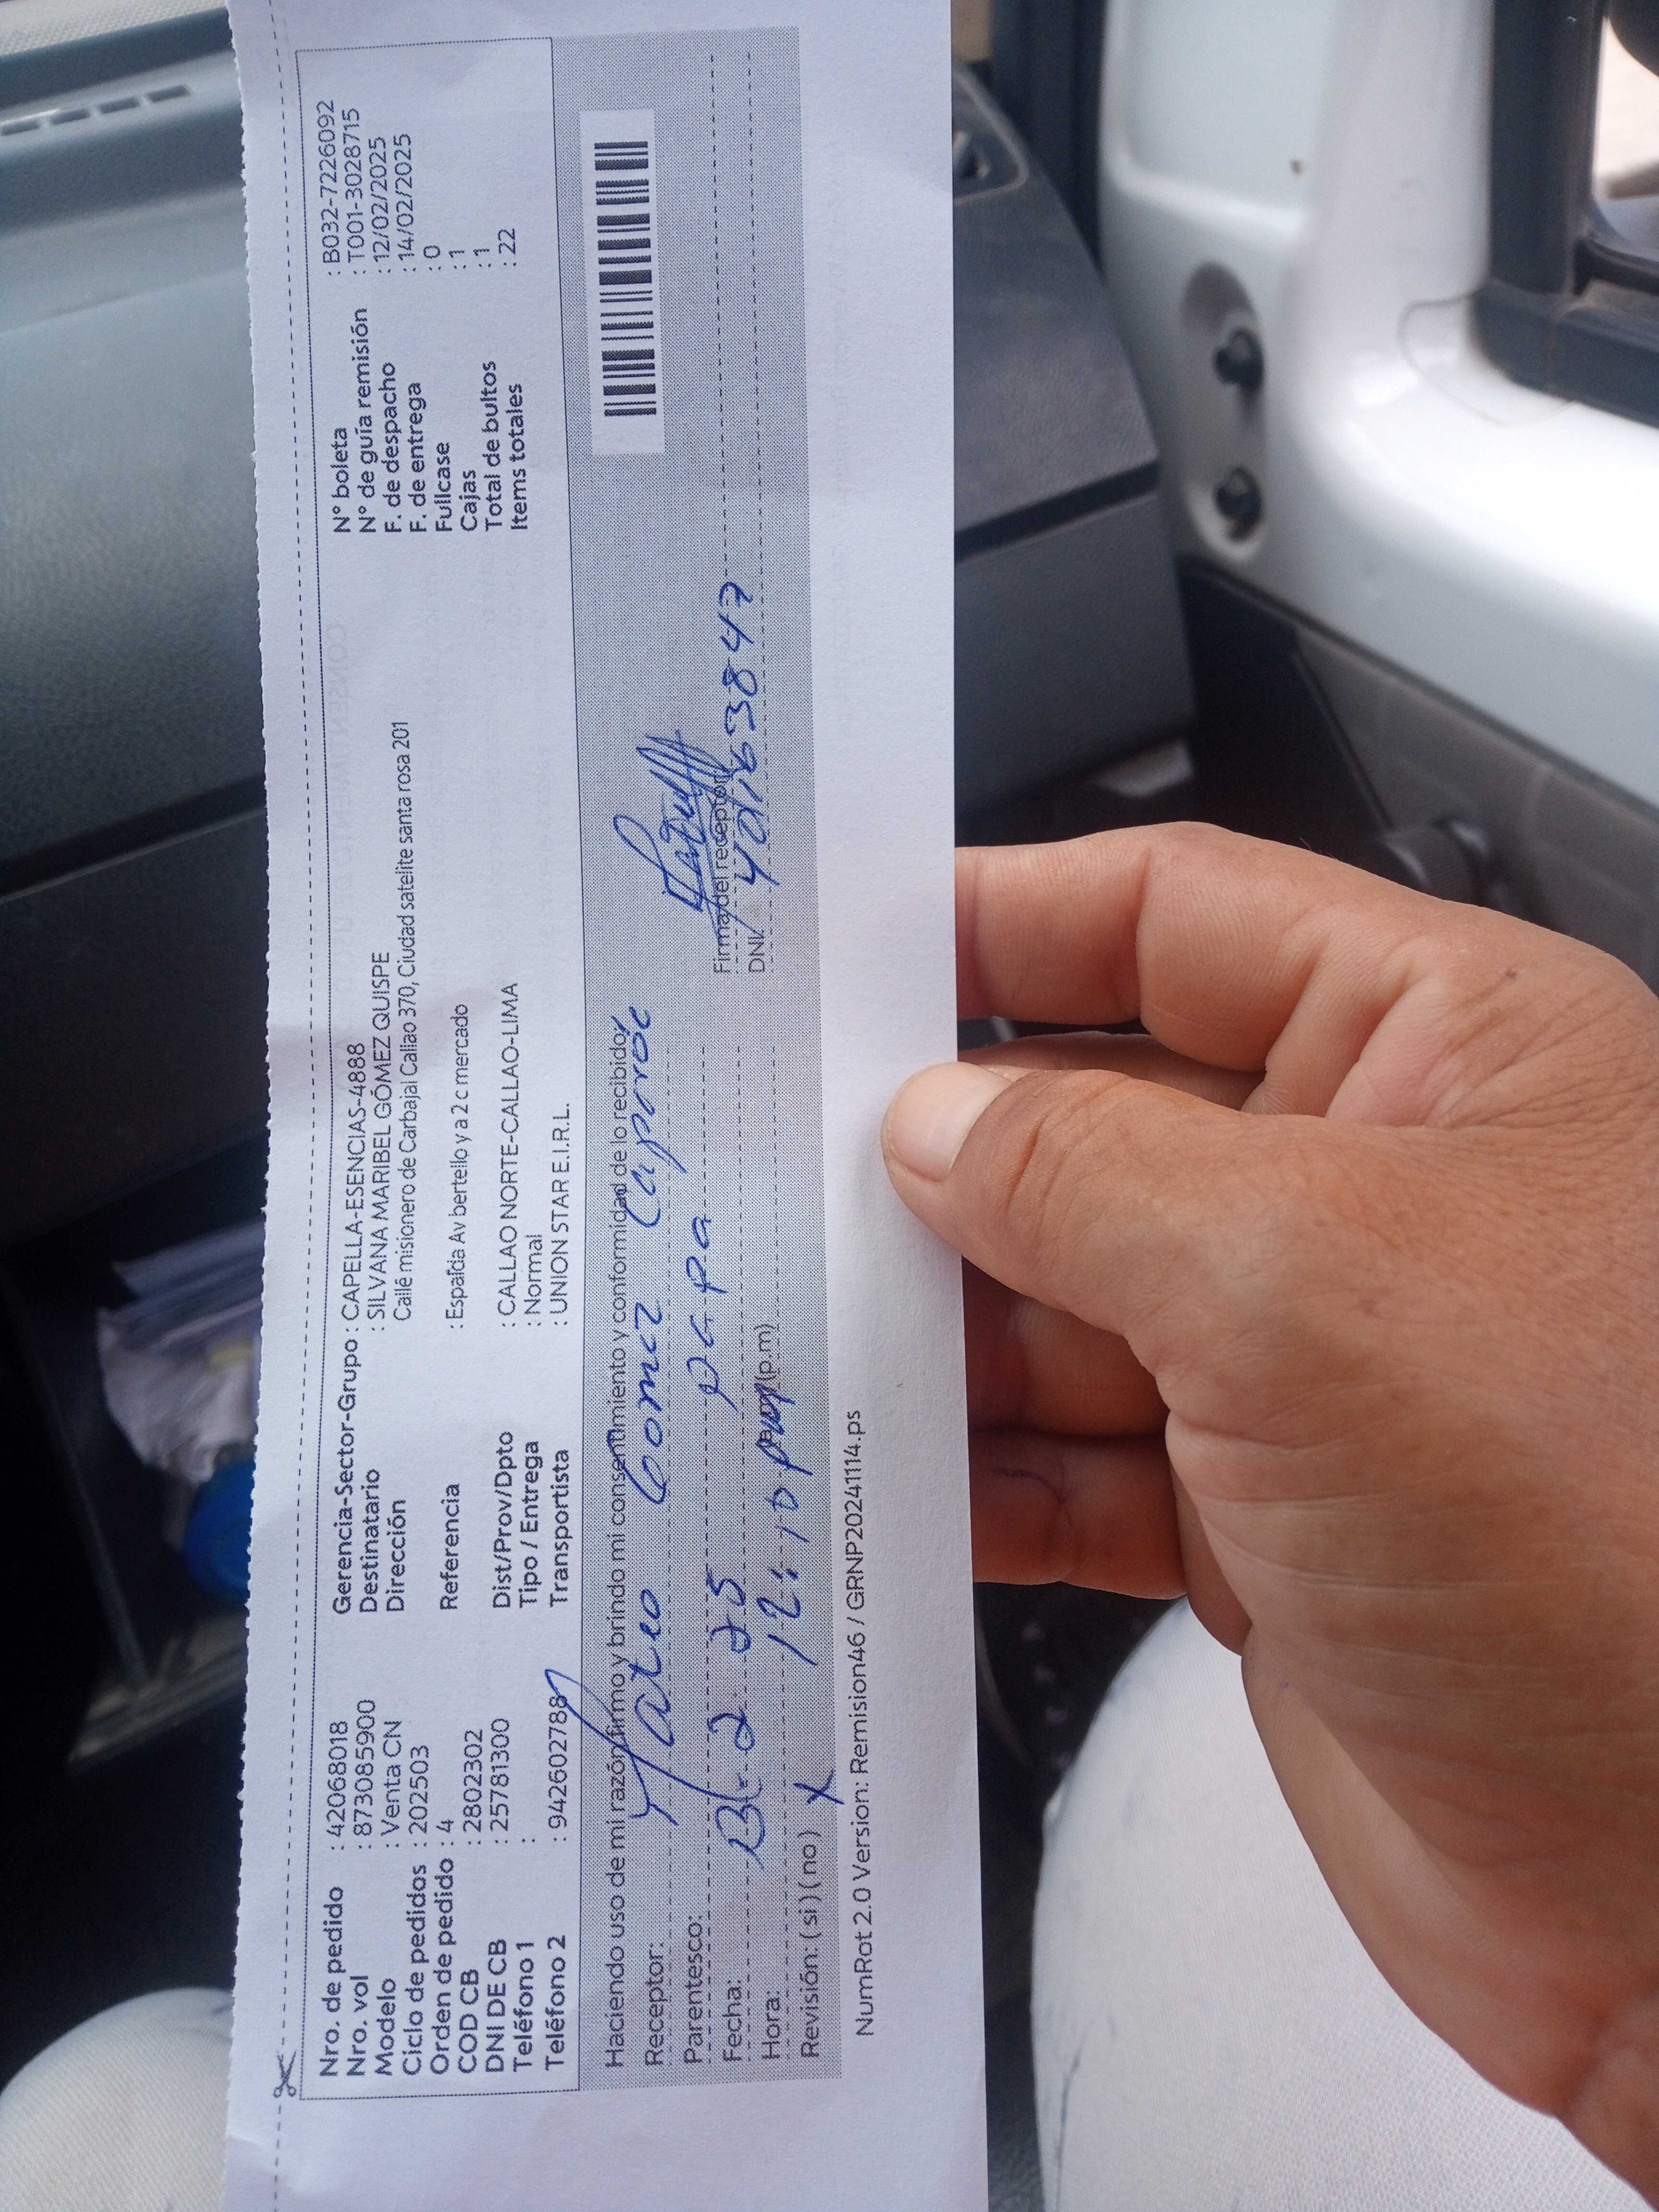 Nro. de pedido : 42068018
Nro. vol : 873085900
Modelo : Venta CN
Ciclo de pedidos : 202503
Orden de pedido : 4
COD CB : 2802302
DNI DE CB : 25781300
Teléfono 1 :
Teléfono 2 : 942602788
Gerencia-Sector-Grupo : CAPELLA-ESENCIAS-4888
Destinatario : SILVANA MARIBEL GÓMEZ QUISPE
Dirección Callé misionero de Carbajal Callao 370, Ciudad satelite santa rosa 201
Referencia : Espalda Av bertello y a 2 c mercado
Dist/Prov/Dpto : CALLAO NORTE-CALLAO-LIMA
Tipo / Entrega : Normal
Transportista : UNION STAR E.I.R.L.
N° boleta : B032-7226092
N° de guía remisión : T001-3028715
F. de despacho : 12/02/2025
F. de entrega : 14/02/2025
Fullcase : 0
Cajas : 1
Total de bultos : 1
Items totales : 22
Haciendo uso de mi razón firmo y brindo mi consentimiento y conformidad de lo recibido:
Receptor: Mateo Gomez
Parentesco: papa
Fecha: 2 25
Hora: 12:10 pm (p.m)
Revisión: (si) (no) X
Firma del receptor
DNI
NumRot 2.0 Version: Remision46 / GRNP20241114.ps